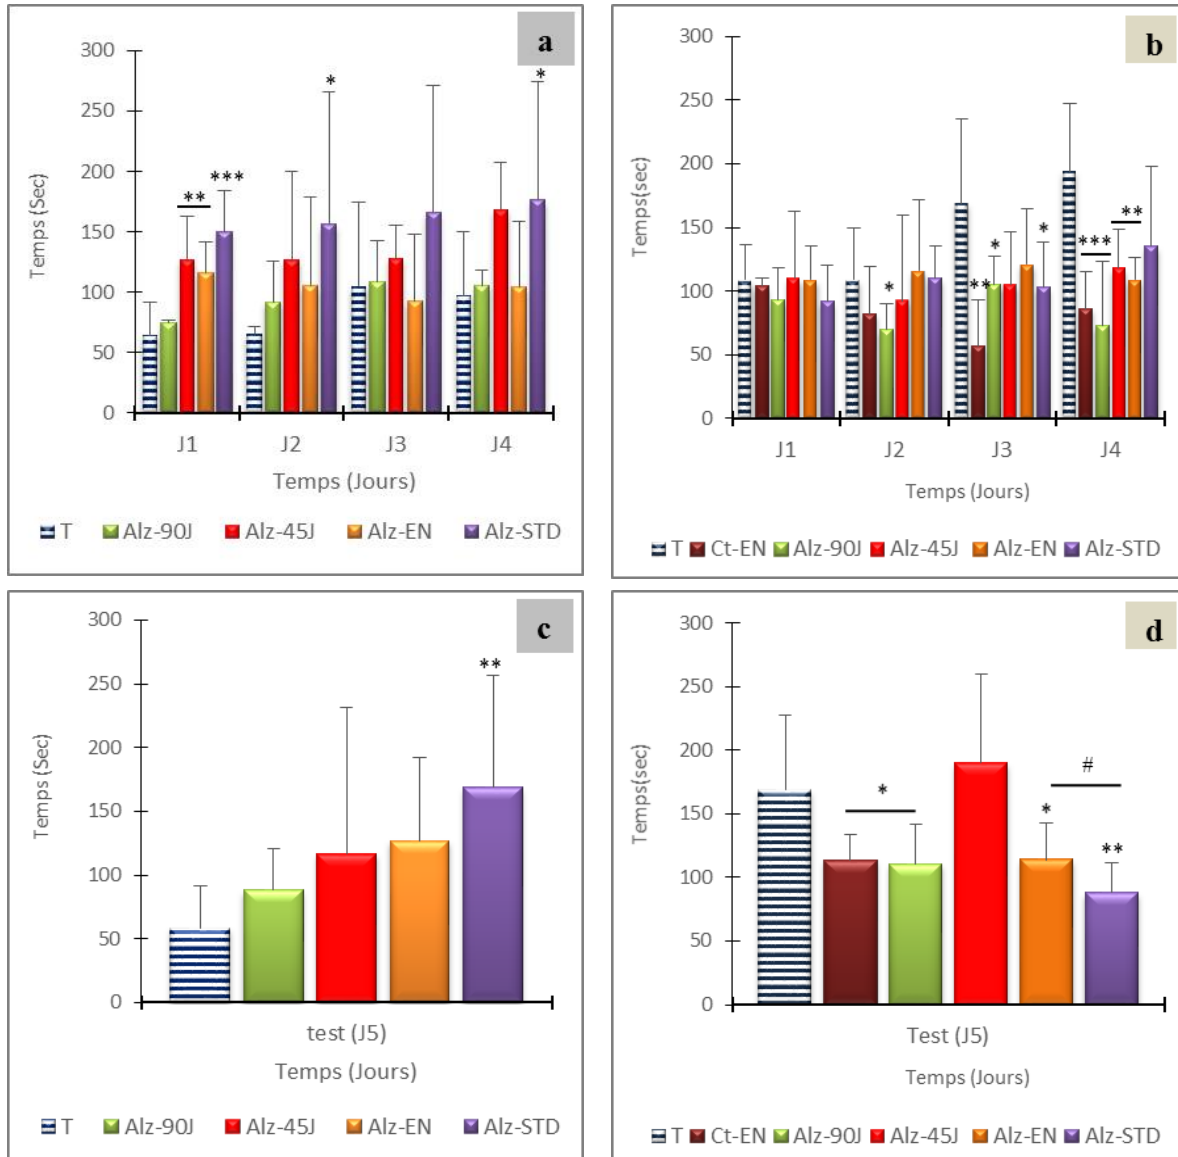 a
300
250
200
150
100
50
0
Temps (Sec)
*
*
***
**
J1 J2 J3 J4
Temps (Jours)
T Alz-90J Alz-45J Alz-EN Alz-STD
b
300
250
200
150
100
50
0
Temps(sec)
*
**
*
*
***
**
J1 J2 J3 J4
Temps (Jours)
T Ct-EN Alz-90J Alz-45J Alz-EN Alz-STD
c
300
250
200
150
100
50
0
Temps (Sec)
**
test (J5)
Temps (Jours)
T Alz-90J Alz-45J Alz-EN Alz-STD
d
300
250
200
150
100
50
0
Temps(sec)
*
#
*
**
Test (J5)
Temps (Jours)
T Ct-EN Alz-90J Alz-45J Alz-EN Alz-STD